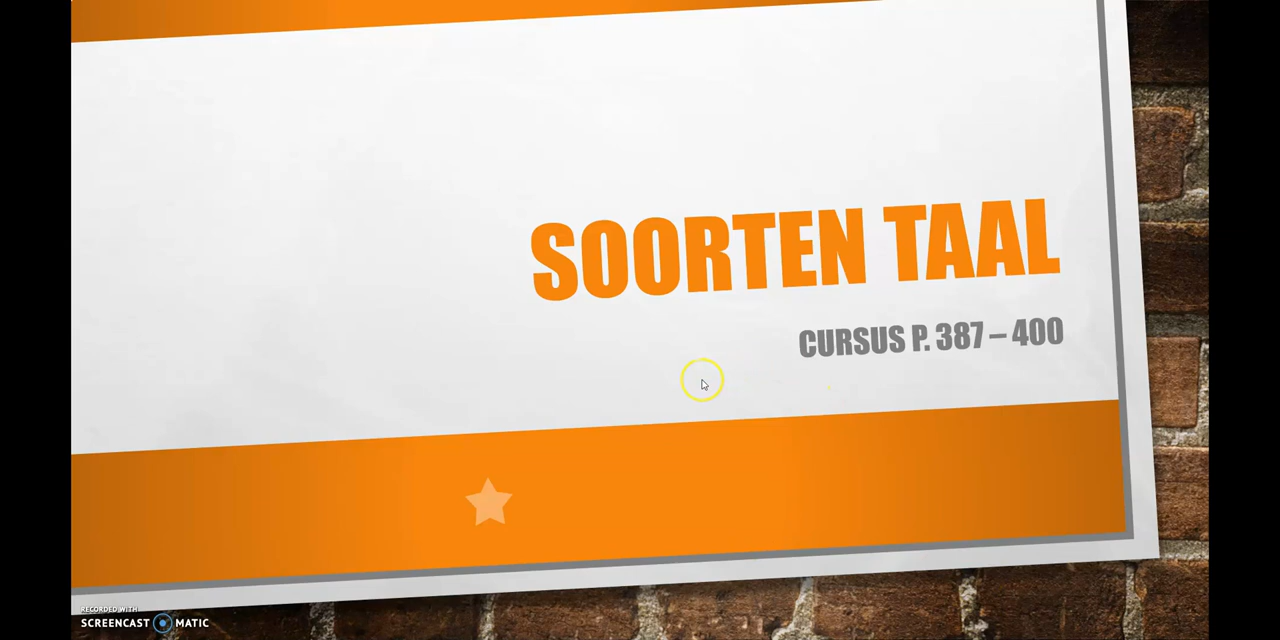 SOORTEN TAAL
CURSUS P. 387 – 400
RECORDED WITH
SCREENCAST MATIC